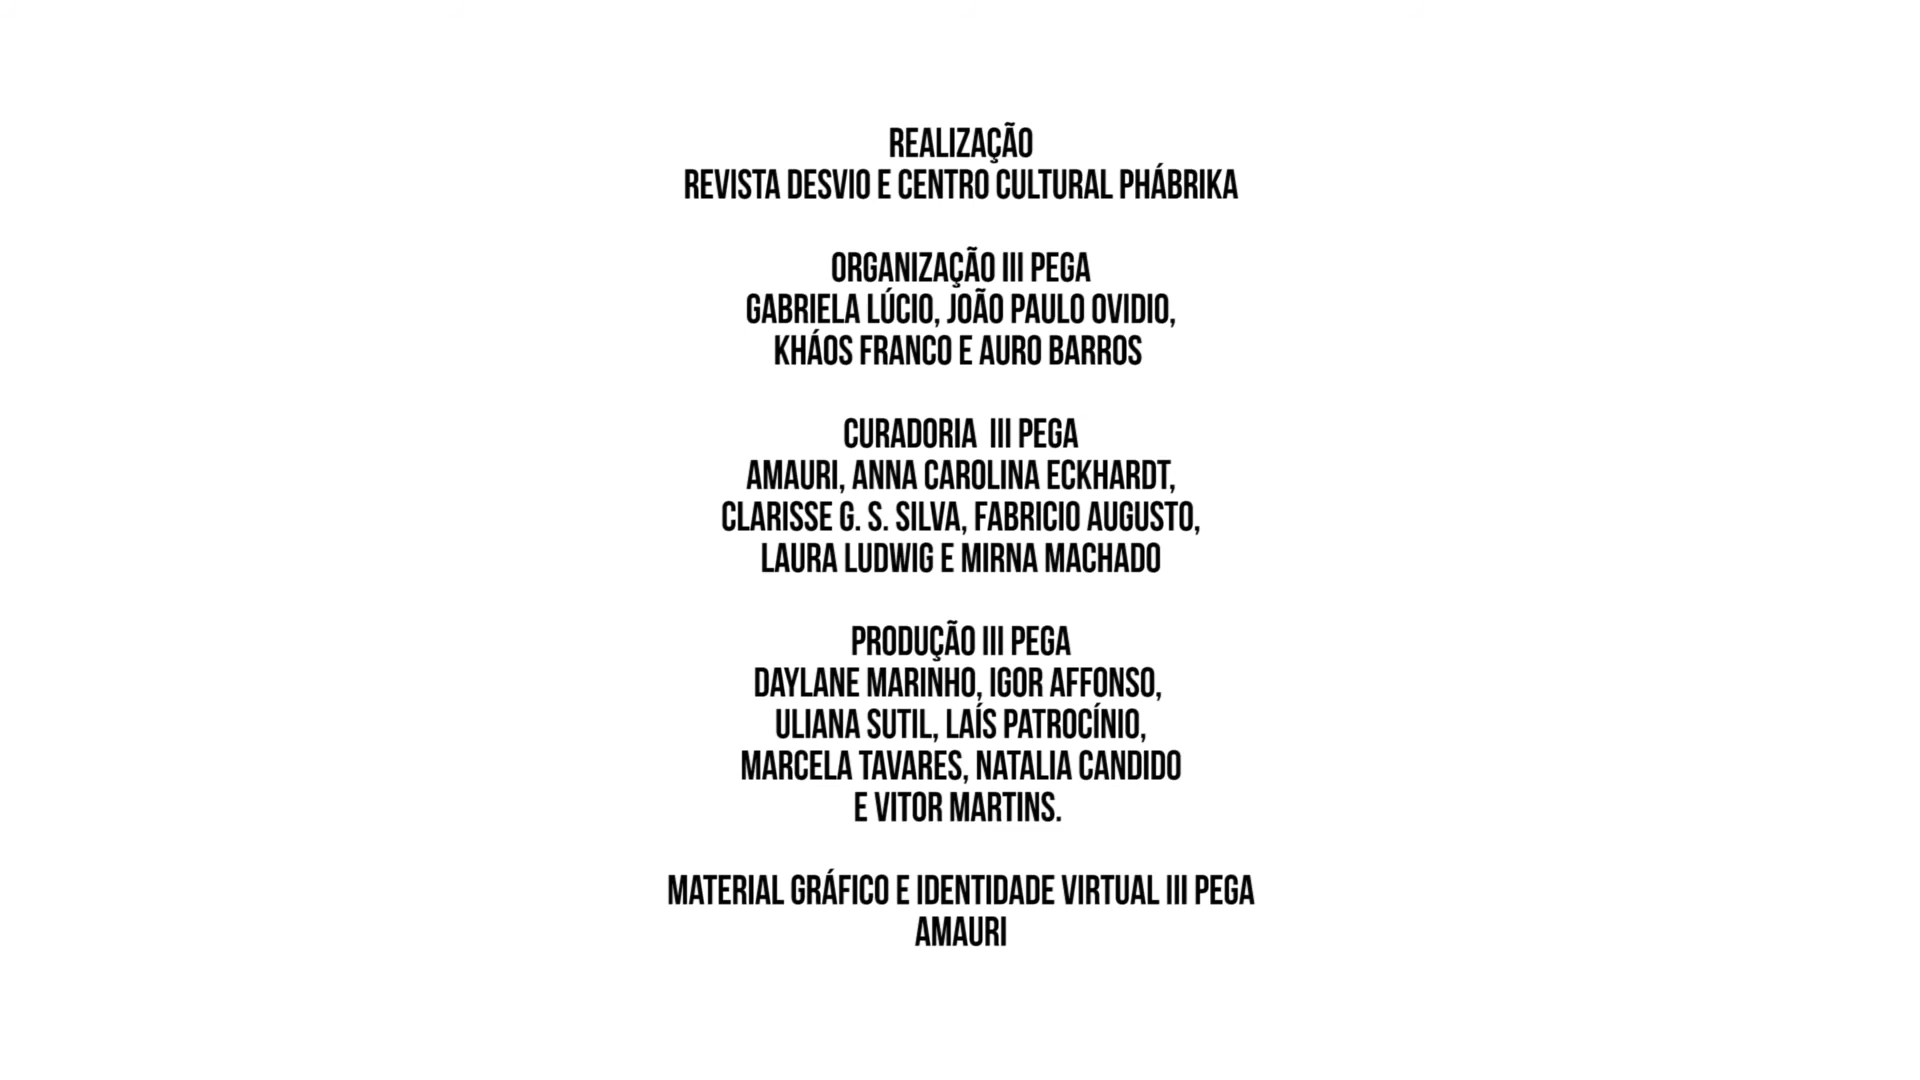 REALIZAÇÃO
REVISTA DESVIO E CENTRO CULTURAL PHÁBRIKA
ORGANIZAÇÃO III PEGA
GABRIELA LÚCIO, JOÃO PAULO OVIDIO,
KHÁOS FRANCO E AURO BARROS
CURADORIA III PEGA
AMAURI, ANNA CAROLINA ECKHARDT,
CLARISSE G. S. SILVA, FABRICIO AUGUSTO,
LAURA LUDWIG E MIRNA MACHADO
PRODUÇÃO III PEGA
DAYLANE MARINHO, IGOR AFFONSO,
ULIANA SUTIL, LAÍS PATROCÍNIO,
MARCELA TAVARES, NATALIA CANDIDO
E VITOR MARTINS.
MATERIAL GRÁFICO E IDENTIDADE VIRTUAL III PEGA
AMAURI